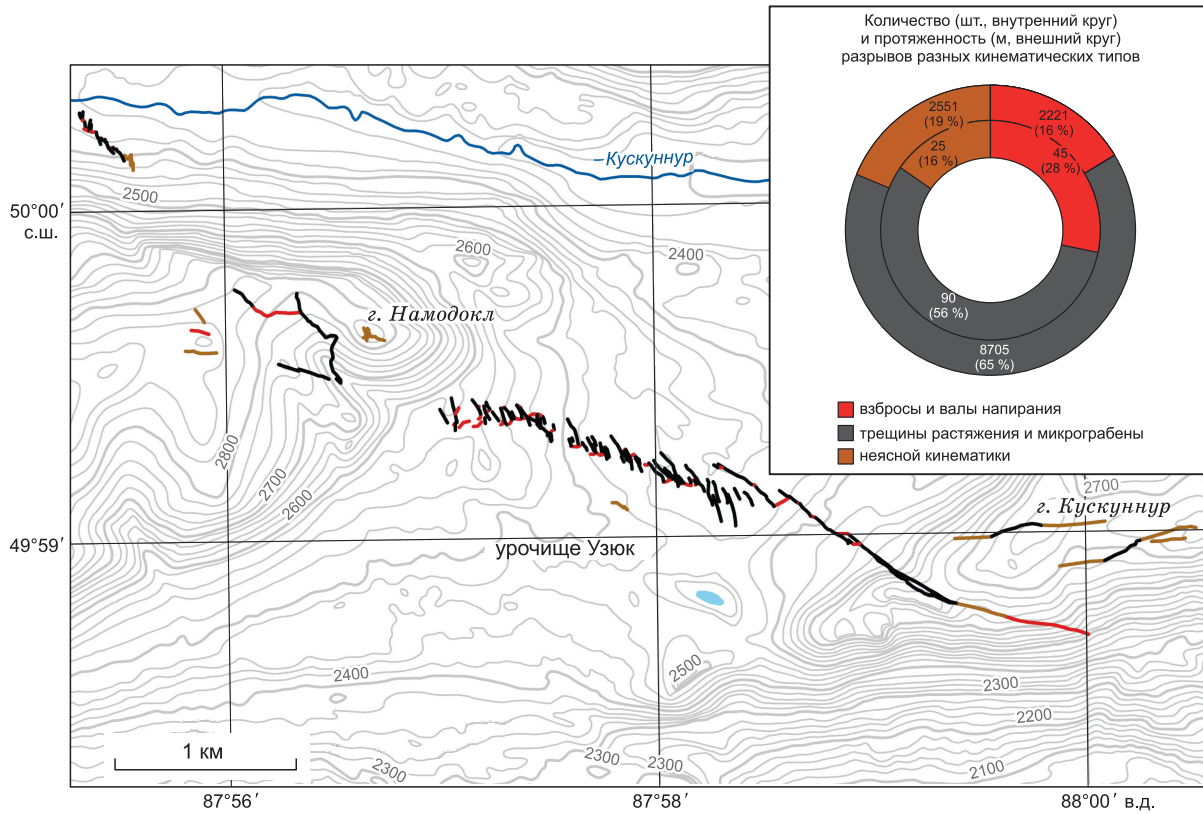 Количество (шт., внутренний круг)
и протяженность (м, внешний круг)
разрывов разных кинематических типов
2551
(19 %)
2221
(16 %)
25
(16 %)
45
(28 %)
90
(56 %)
8705
(65 %)
взбросы и валы напирания
трещины растяжения и микрограбены
неясной кинематики
Кускуннур
2500
50°00′
с.ш.
2600
2400
г. Намодокл
2800
2700
2600
2700
г. Кускуннур
49°59′
урочище Узюк
2500
2400
2300
2200
2100
1 км
2300
2300
2300
87°56′
87°58′
88°00′ в.д.